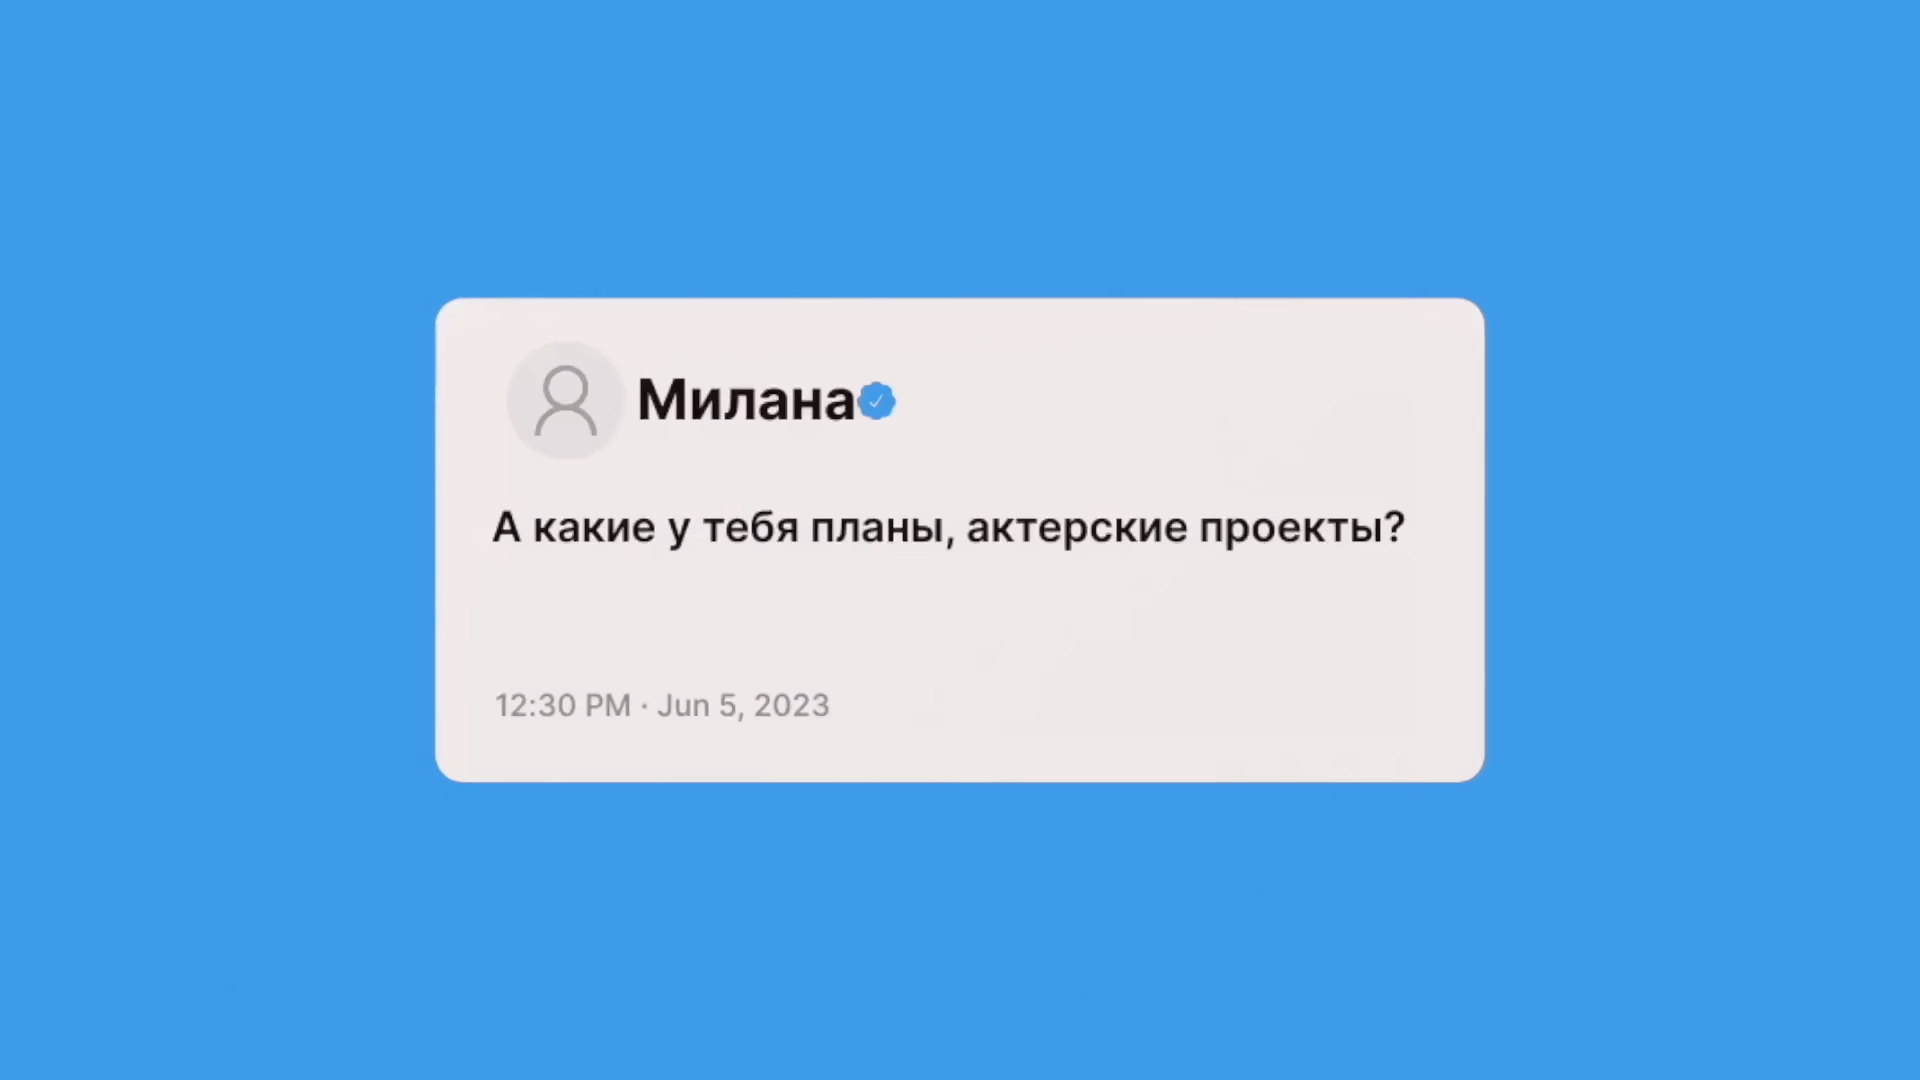 Милана
А какие у тебя планы, актерские проекты?
12:30 PM · Jun 5, 2023